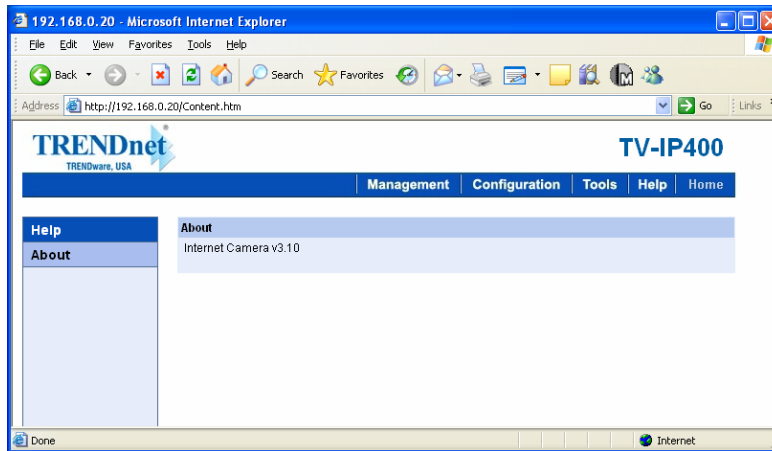 192.168.0.20 - Microsoft Internet Explorer
File Edit View Favorites Tools Help
Back Search Favorites
Address http://192.168.0.20/Content.htm Go Links
TRENDnet
TRENDware, USA
TV-IP400
Management Configuration Tools Help Home
Help
About
About
Internet Camera v3.10
Done Internet